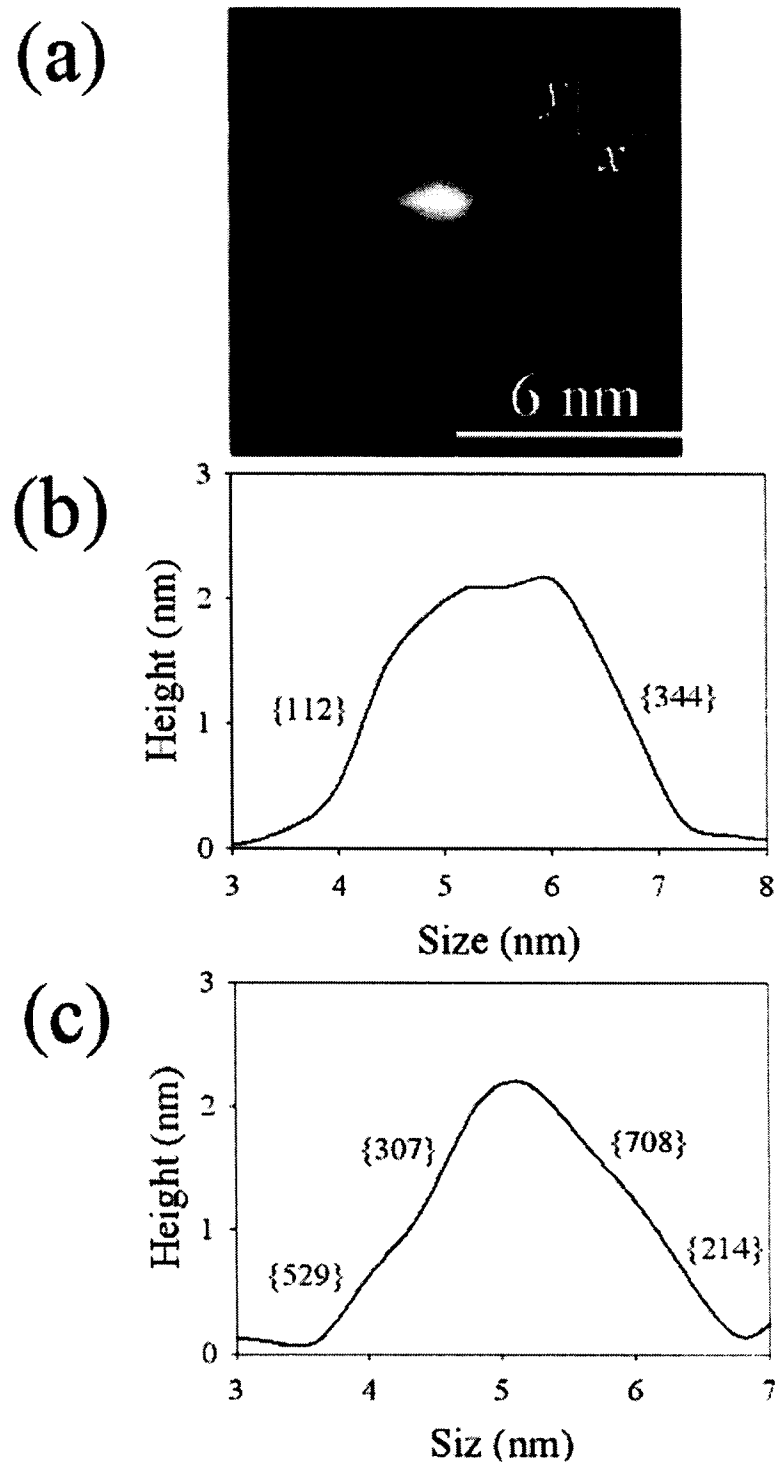 (a)
y
x
6 nm
(b)
3
2
1
0
Height (nm)
{112}
{344}
3 4 5 6 7 8
Size (nm)
(c)
3
2
1
0
Height (nm)
{307}
{708}
{529}
{214}
3 4 5 6 7
Siz (nm)